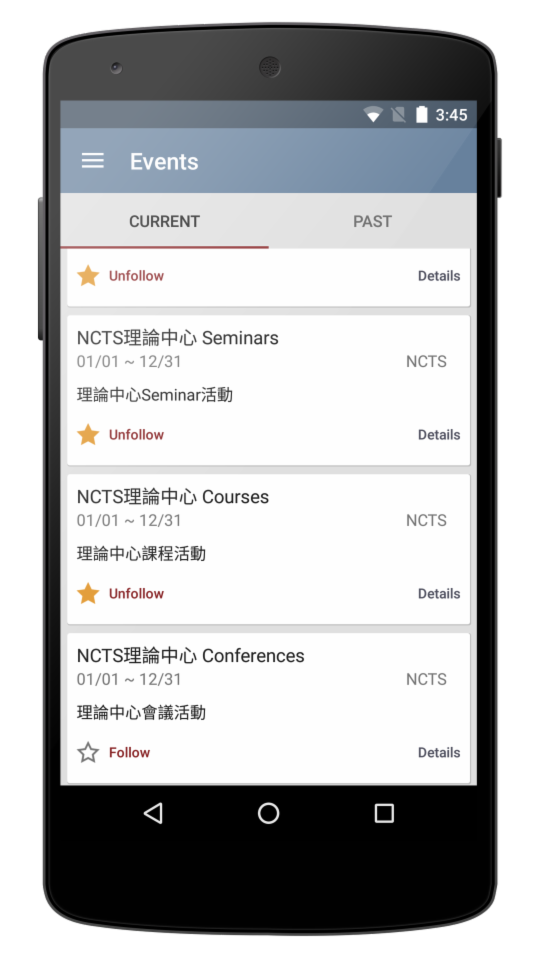 3:45
Events
CURRENT PAST
Unfollow Details
NCTS理論中心 Seminars
01/01 ~ 12/31 NCTS
理論中心Seminar活動
Unfollow Details
NCTS理論中心 Courses
01/01 ~ 12/31 NCTS
理論中心課程活動
Unfollow Details
NCTS理論中心 Conferences
01/01 ~ 12/31 NCTS
理論中心會議活動
Follow Details